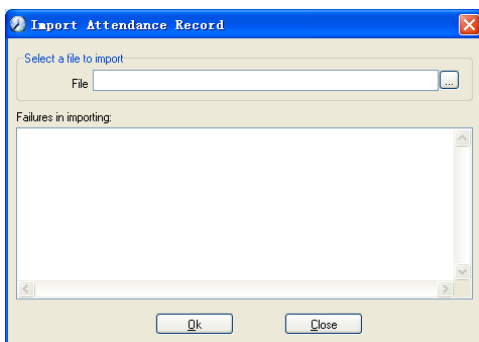 Import Attendance Record
Select a file to import
File
...
Failures in importing:
Ok
Close